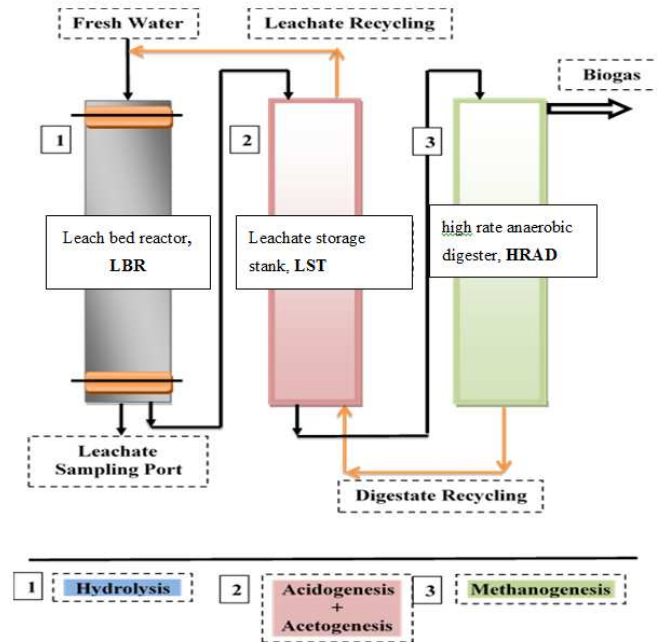 Fresh Water
Leachate Recycling
Biogas
1
2
3
Leach bed reactor,
LBR
Leachate storage
stank, LST
high rate anaerobic
digester, HRAD
Leachate
Sampling Port
Digestate Recycling
1
Hydrolysis
2
Acidogenesis
+
Acetogenesis
3
Methanogenesis